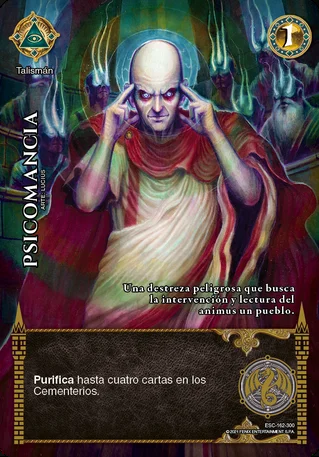 1
Talismán
PSICOMANCIA
ARTE: LUCIUS
Una destreza peligrosa que busca
la intervención y lectura del
animus un pueblo.
Purifica hasta cuatro cartas en los
Cementerios.
ESC-162-300
©2021 FENIX ENTERTAINMENT S.P.A.